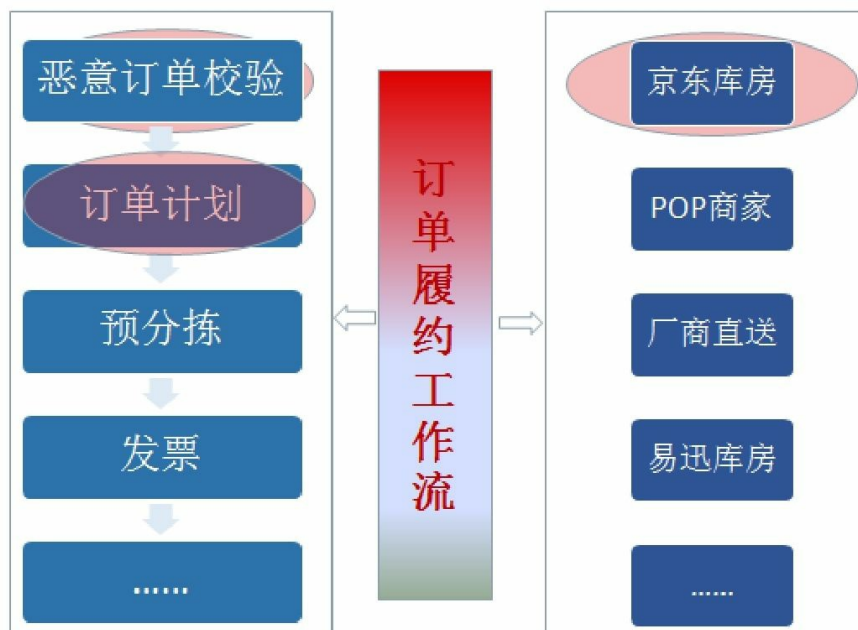 恶意订单校验
订单计划
预分拣
发票
......
订单履约工作流
京东库房
POP商家
厂商直送
易迅库房
......